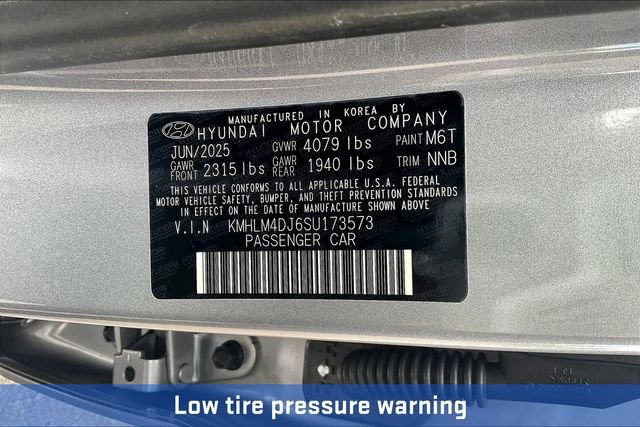 MANUFACTURED IN KOREA BY
HYUNDAI MOTOR COMPANY
JUN/2025 GVWR 4079 lbs PAINT M6T
GAWR FRONT 2315 lbs GAWR REAR 1940 lbs TRIM NNB
THIS VEHICLE CONFORMS TO ALL APPLICABLE U.S.A. FEDERAL
MOTOR VEHICLE SAFETY, BUMPER, AND THEFT PREVENTION STANDARDS
IN EFFECT ON THE DATE OF MANUFACTURE SHOWN ABOVE
V.I.N KMHLM4DJ6SU173573
PASSENGER CAR
Low tire pressure warning